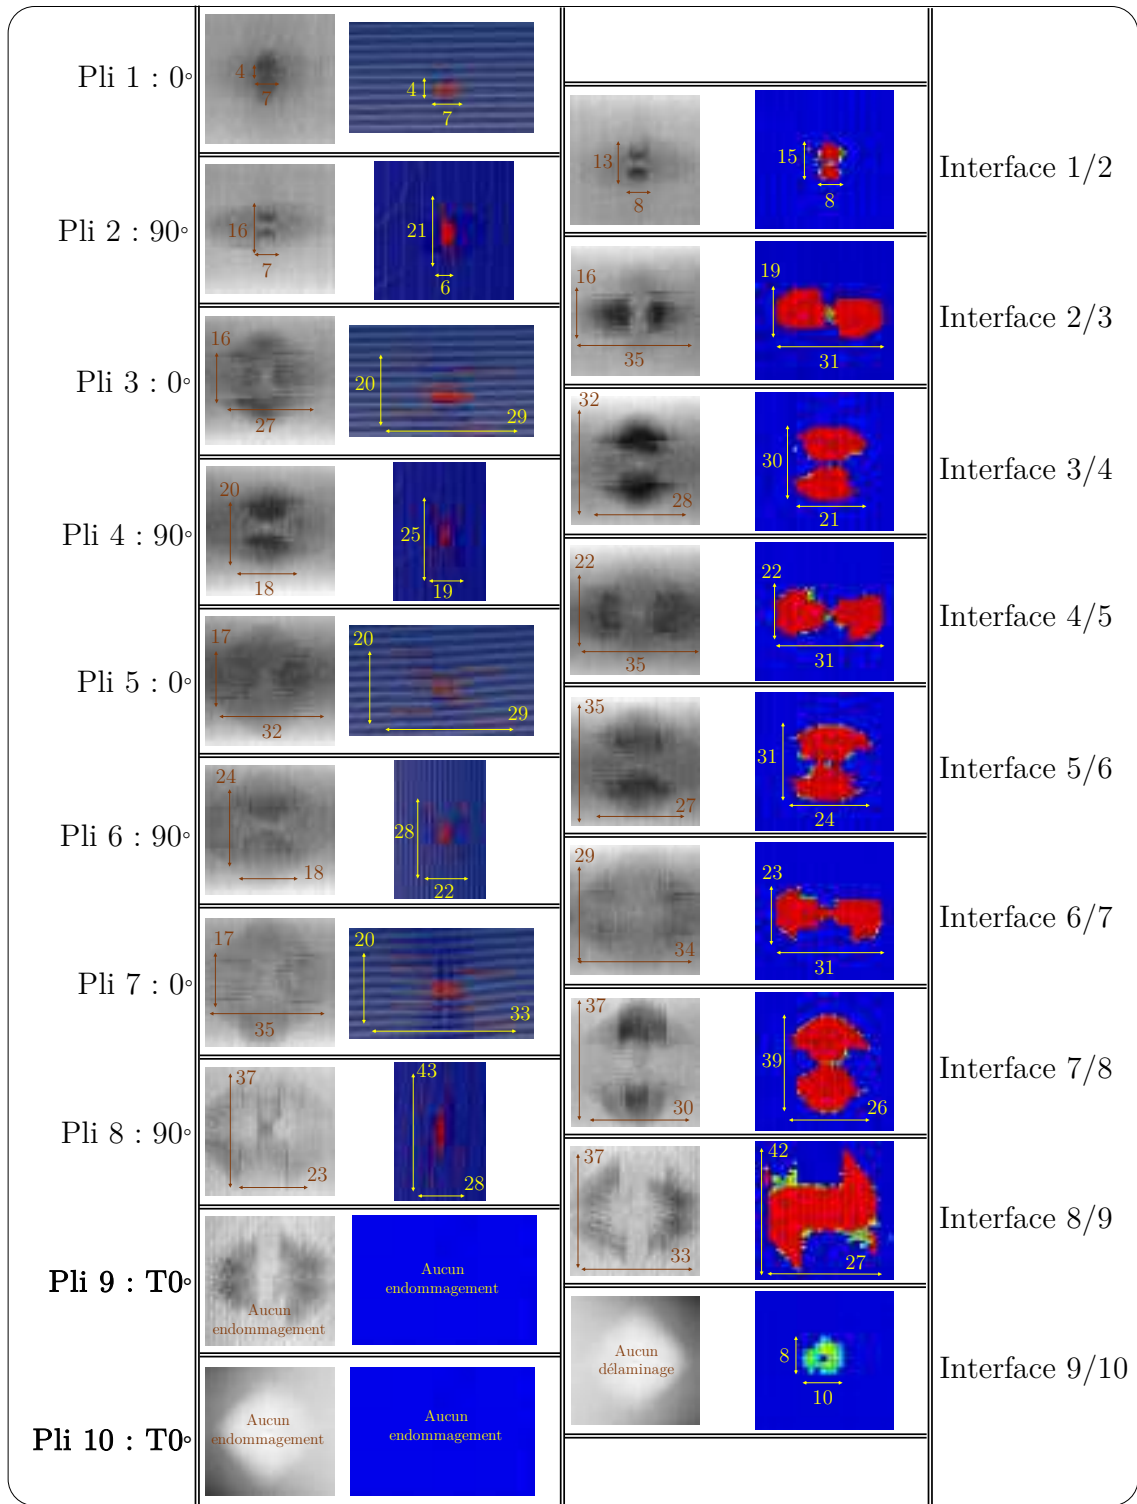 Pli 1 : 0°
4
7
4
7
13
8
15
8
Interface 1/2
Pli 2 : 90°
16
7
21
6
16
35
19
31
Interface 2/3
Pli 3 : 0°
16
27
20
29
32
28
30
21
Interface 3/4
Pli 4 : 90°
20
18
25
19
22
35
22
31
Interface 4/5
Pli 5 : 0°
17
32
20
29
35
27
31
24
Interface 5/6
Pli 6 : 90°
24
18
28
22
29
34
23
31
Interface 6/7
Pli 7 : 0°
17
35
20
33
37
30
39
26
Interface 7/8
Pli 8 : 90°
37
23
43
28
37
33
42
27
Interface 8/9
Pli 9 : T0°
Aucun
endommagement
Aucun
endommagement
Aucun
délaminage
8
10
Interface 9/10
Pli 10 : T0°
Aucun
endommagement
Aucun
endommagement